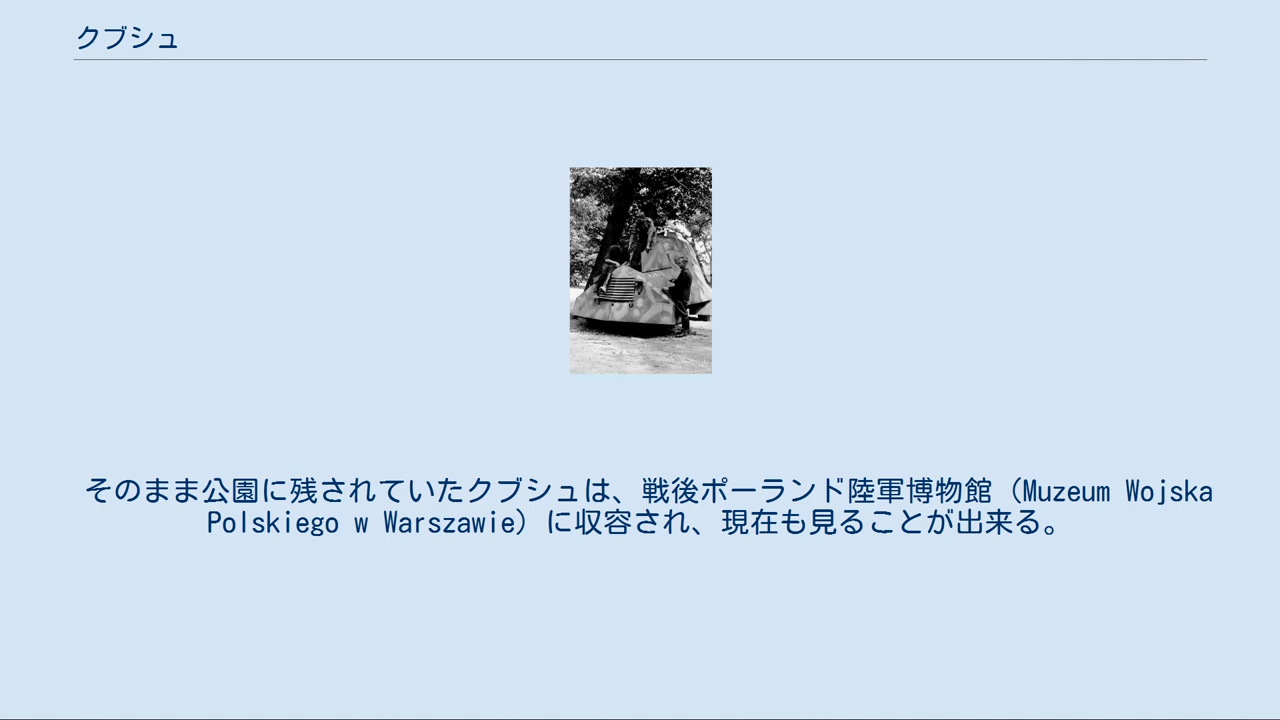 クブシュ
そのまま公園に残されていたクブシュは、戦後ポーランド陸軍博物館（Muzeum Wojska
Polskiego w Warszawie）に収容され、現在も見ることが出来る。